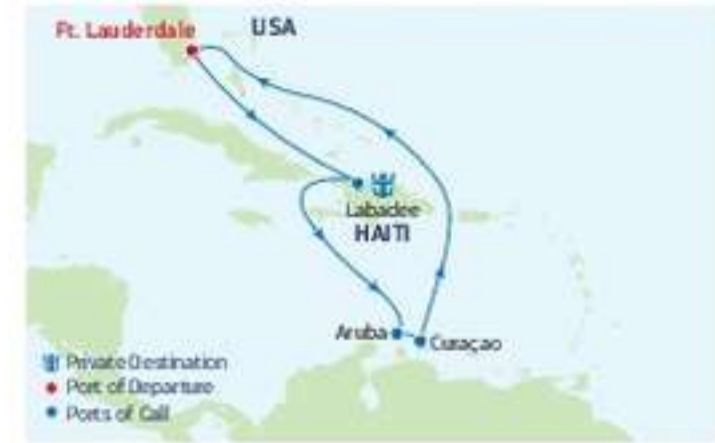 Ft. Lauderdale
USA
Labadee
HAITI
Aruba
Curaçao
Private Destination
Port of Departure
Ports of Call